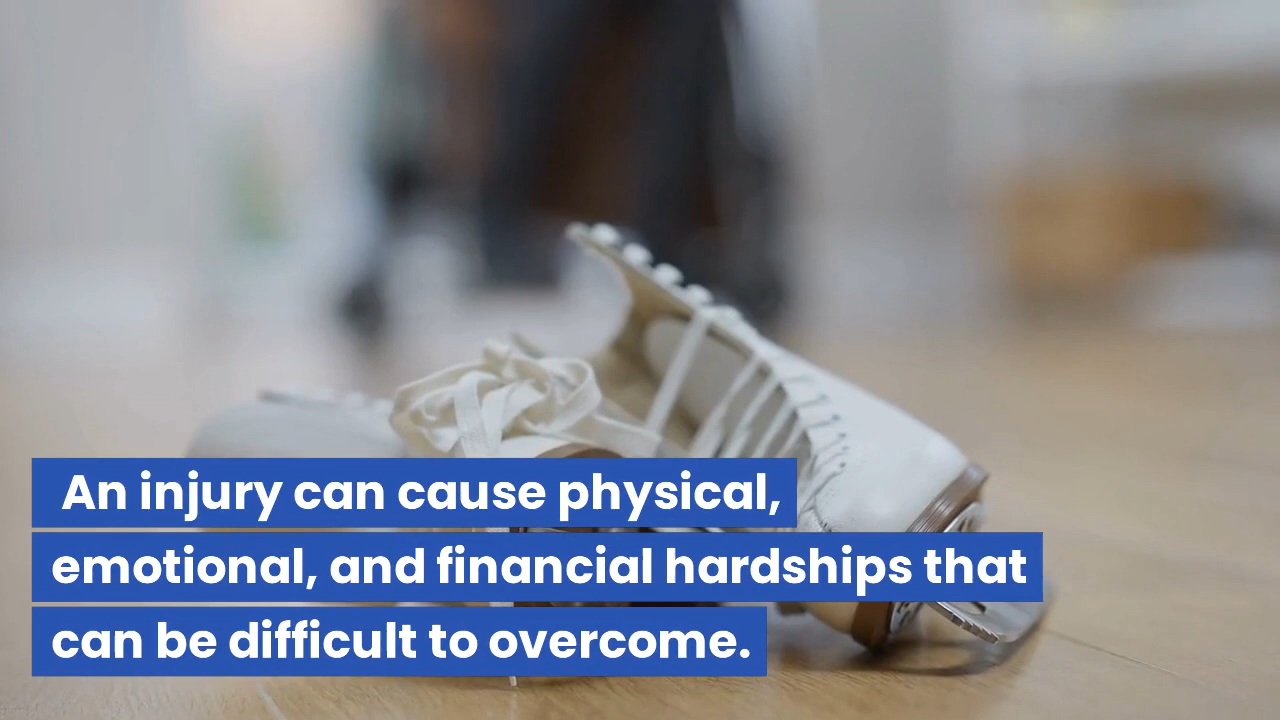 An injury can cause physical,
emotional, and financial hardships that
can be difficult to overcome.